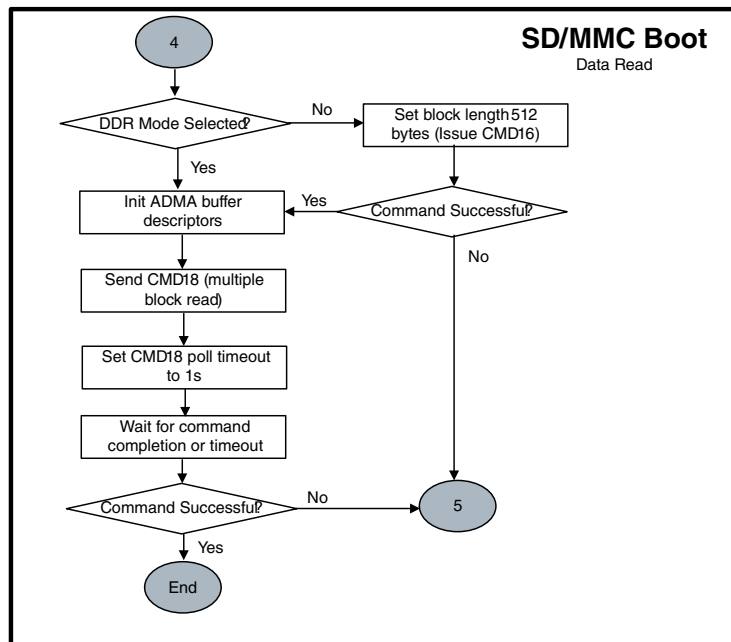 SD/MMC Boot
Data Read
4
DDR Mode Selected?
No
Set block length 512
bytes (Issue CMD16)
Yes
Init ADMA buffer
descriptors
Yes
Command Successful?
No
Send CMD18 (multiple
block read)
Set CMD18 poll timeout
to 1s
Wait for command
completion or timeout
Command Successful?
No
5
Yes
End